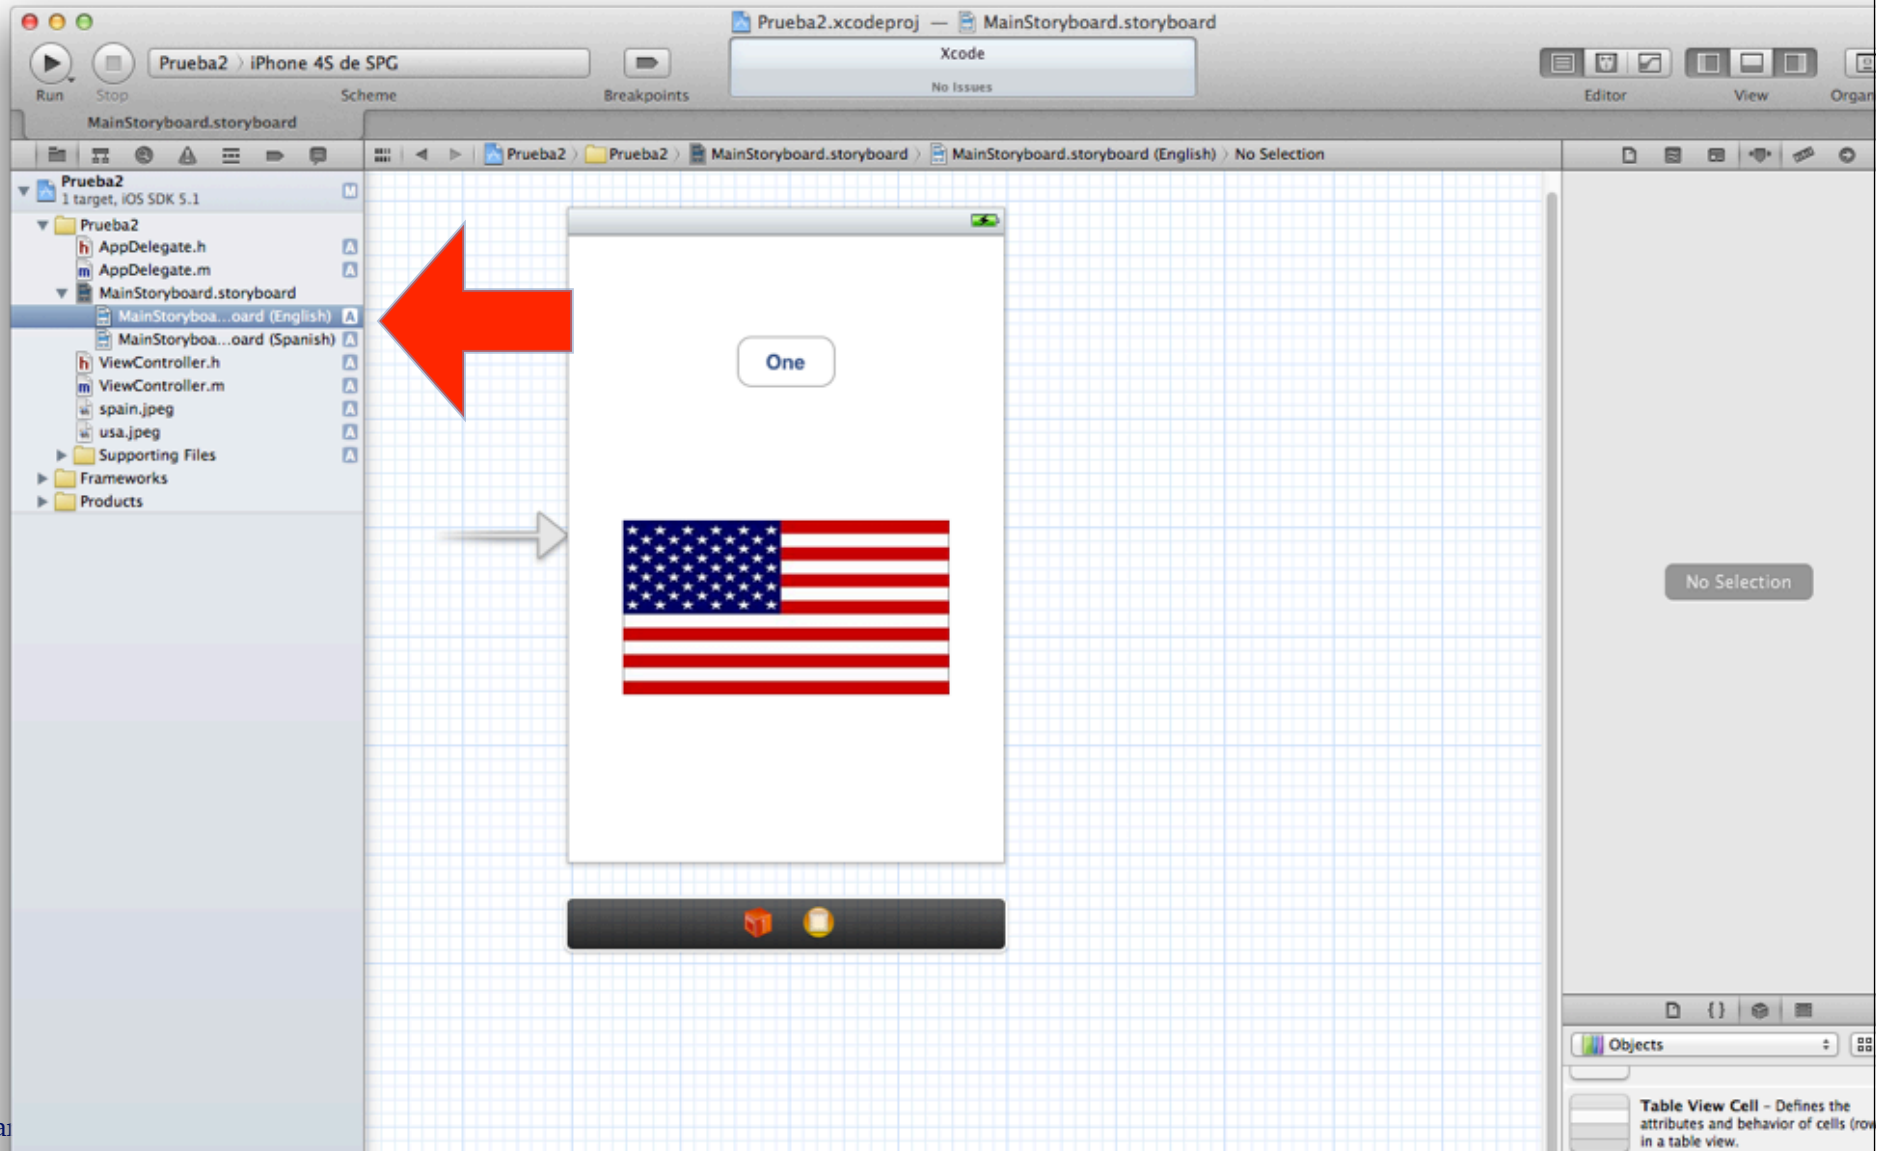 Prueba2.xcodeproj — MainStoryboard.storyboard
Prueba2 〉 iPhone 4S de SPG
Xcode
No Issues
Run
Stop
Scheme
Breakpoints
Editor
View
MainStoryboard.storyboard
Prueba2 〉 Prueba2 〉 MainStoryboard.storyboard 〉 MainStoryboard.storyboard (English) 〉 No Selection
Prueba2
1 target, iOS SDK 5.1
M
Prueba2
h AppDelegate.h A
m AppDelegate.m A
MainStoryboard.storyboard
MainStoryboa...oard (English) A
MainStoryboa...oard (Spanish) A
h ViewController.h A
m ViewController.m A
spain.jpeg A
usa.jpeg A
Supporting Files A
Frameworks
Products
One
No Selection
{}
Objects
Table View Cell – Defines the
attributes and behavior of cells
in a table view.